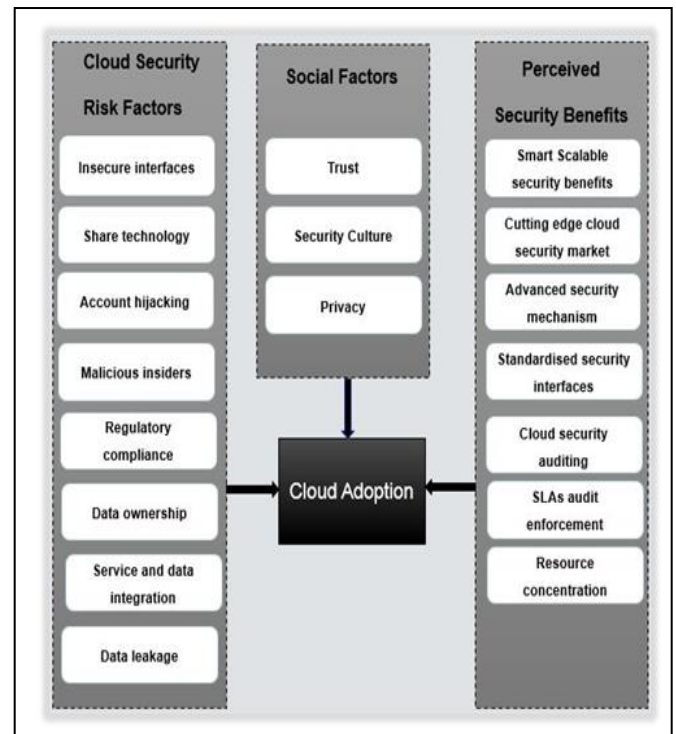 Cloud Security
Risk Factors
Insecure interfaces
Share technology
Account hijacking
Malicious insiders
Regulatory
compliance
Data ownership
Service and data
integration
Data leakage
Social Factors
Trust
Security Culture
Privacy
Cloud Adoption
Perceived
Security Benefits
Smart Scalable
security benefits
Cutting edge cloud
security market
Advanced security
mechanism
Standardised security
interfaces
Cloud security
auditing
SLAs audit
enforcement
Resource
concentration